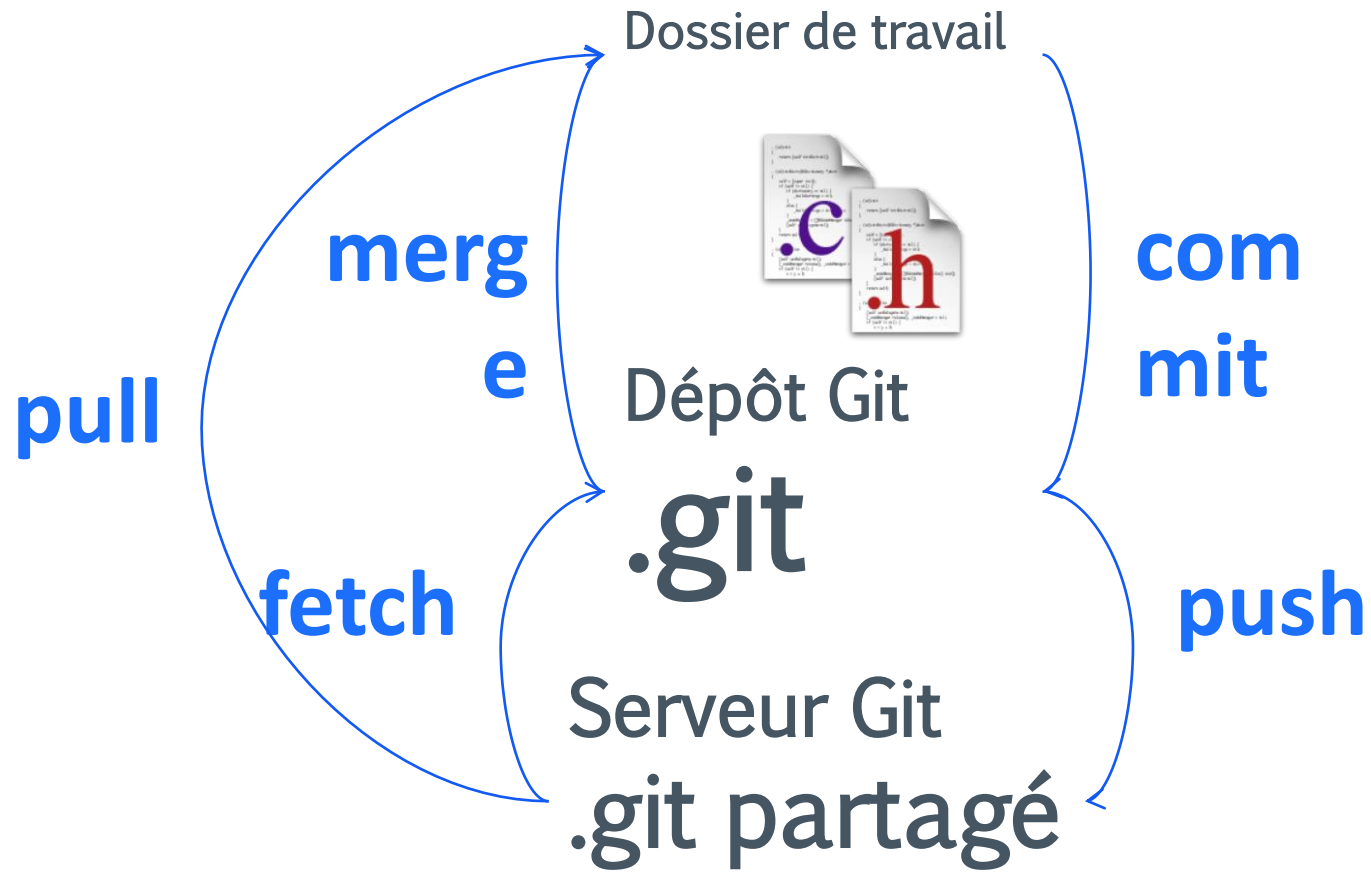 Dossier de travail
.c
.h
merg
e
com
mit
pull
Dépôt Git
.git
fetch
push
Serveur Git
.git partagé